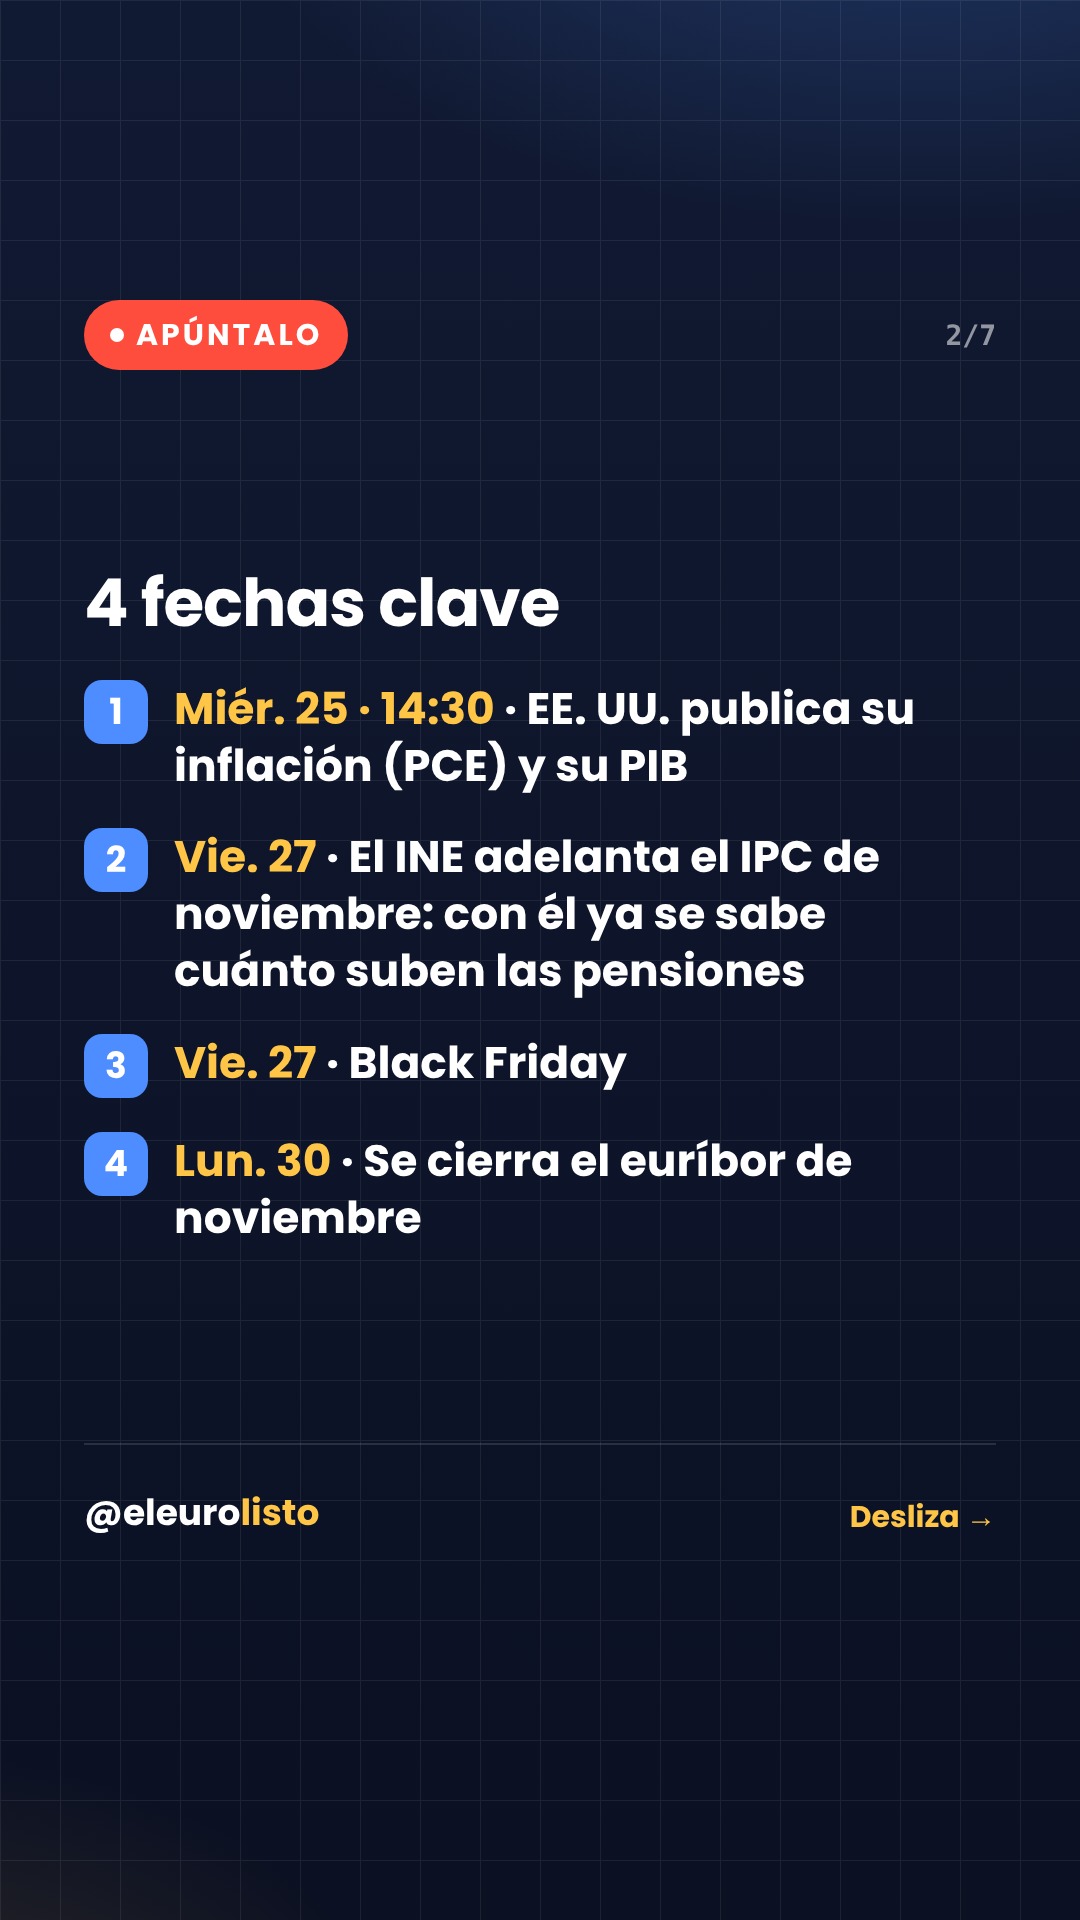 APÚNTALO
2/7
4 fechas clave
1
Miér. 25 · 14:30 · EE. UU. publica su
inflación (PCE) y su PIB
2
Vie. 27 · El INE adelanta el IPC de
noviembre: con él ya se sabe
cuánto suben las pensiones
3
Vie. 27 · Black Friday
4
Lun. 30 · Se cierra el euríbor de
noviembre
@eleurolisto
Desliza →